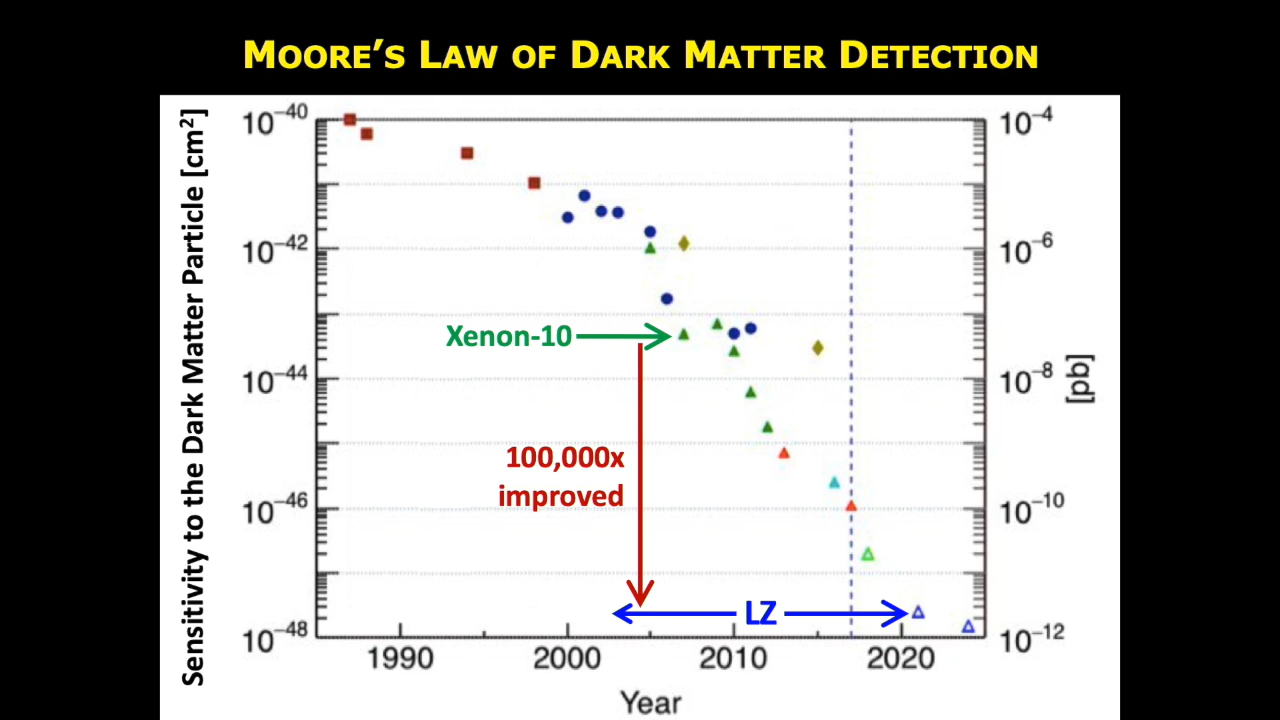 MOORE'S LAW OF DARK MATTER DETECTION
Sensitivity to the Dark Matter Particle [cm²]
10⁻⁴⁰
10⁻⁴²
10⁻⁴⁴
10⁻⁴⁶
10⁻⁴⁸
Xenon-10
100,000x
improved
LZ
10⁻⁴
10⁻⁶
10⁻⁸
10⁻¹⁰
10⁻¹²
[pb]
1990
2000
2010
2020
Year